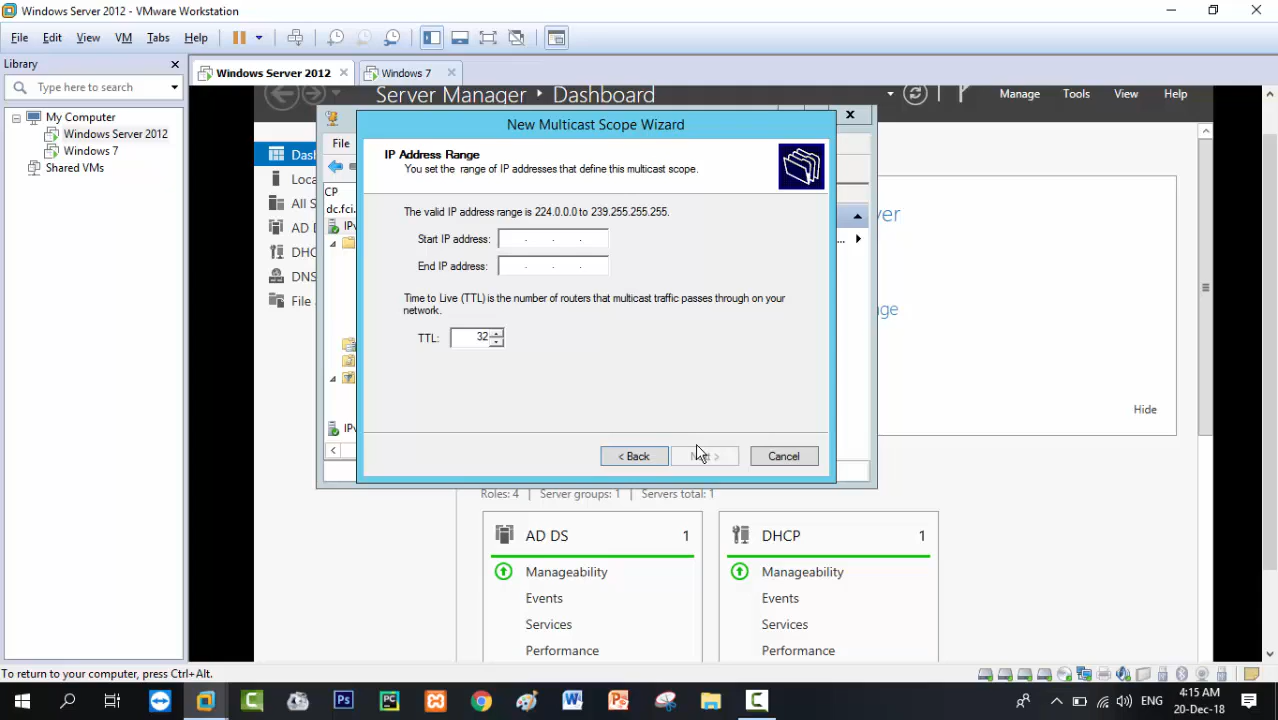 Windows Server 2012 - VMware Workstation
File Edit View VM Tabs Help
Library
Type here to search
My Computer
Windows Server 2012
Windows 7
Shared VMs
Windows Server 2012
Windows 7
Server Manager Dashboard
Manage Tools View Help
File
CP
dc.fci.
New Multicast Scope Wizard
IP Address Range
You set the range of IP addresses that define this multicast scope.
The valid IP address range is 224.0.0.0 to 239.255.255.255.
Start IP address: . . .
End IP address: . . .
Time to Live (TTL) is the number of routers that multicast traffic passes through on your
network.
TTL: 32
< Back
Cancel
Das
Loca
All S
AD D
DHC
DNS
File
IPv
IPv
ver
...
ge
Hide
Roles: 4 | Server groups: 1 | Servers total: 1
AD DS 1
Manageability
Events
Services
Performance
DHCP 1
Manageability
Events
Services
Performance
To return to your computer, press Ctrl+Alt.
ENG
4:15 AM
20-Dec-18